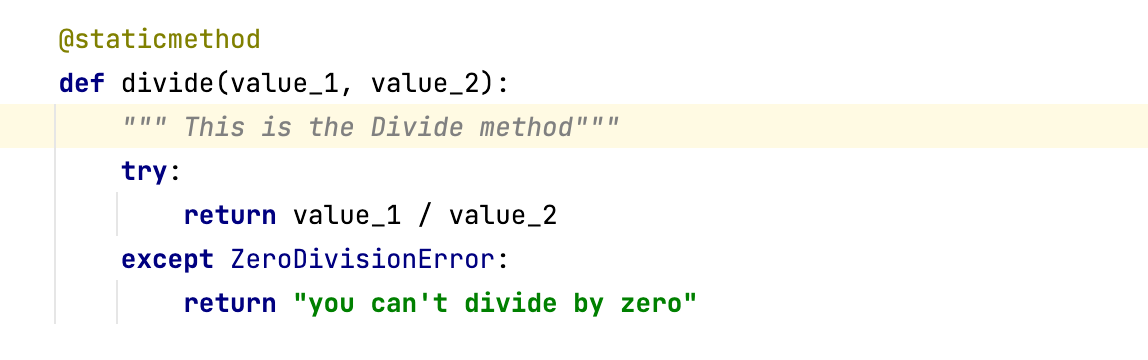 @staticmethod
def divide(value_1, value_2):
    """ This is the Divide method"""
    try:
        return value_1 / value_2
    except ZeroDivisionError:
        return "you can't divide by zero"